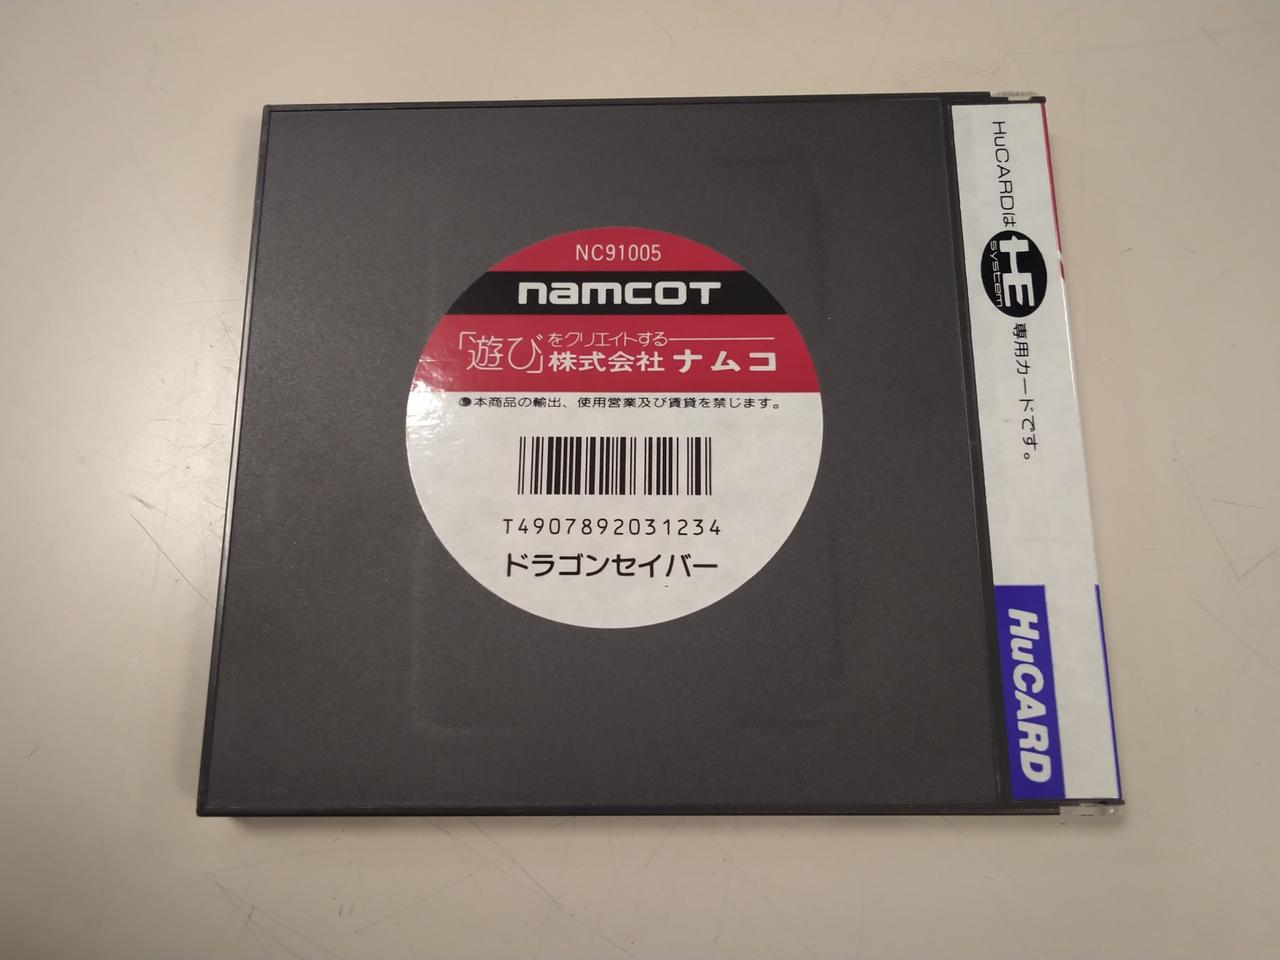 NC91005
namcot
「遊び」をクリエイトする
株式会社ナムコ
●本商品の輸出、使用営業及び賃貸を禁じます。
T4907892031234
ドラゴンセイバー
HuCARDは HE system 専用カードです。
HuCARD